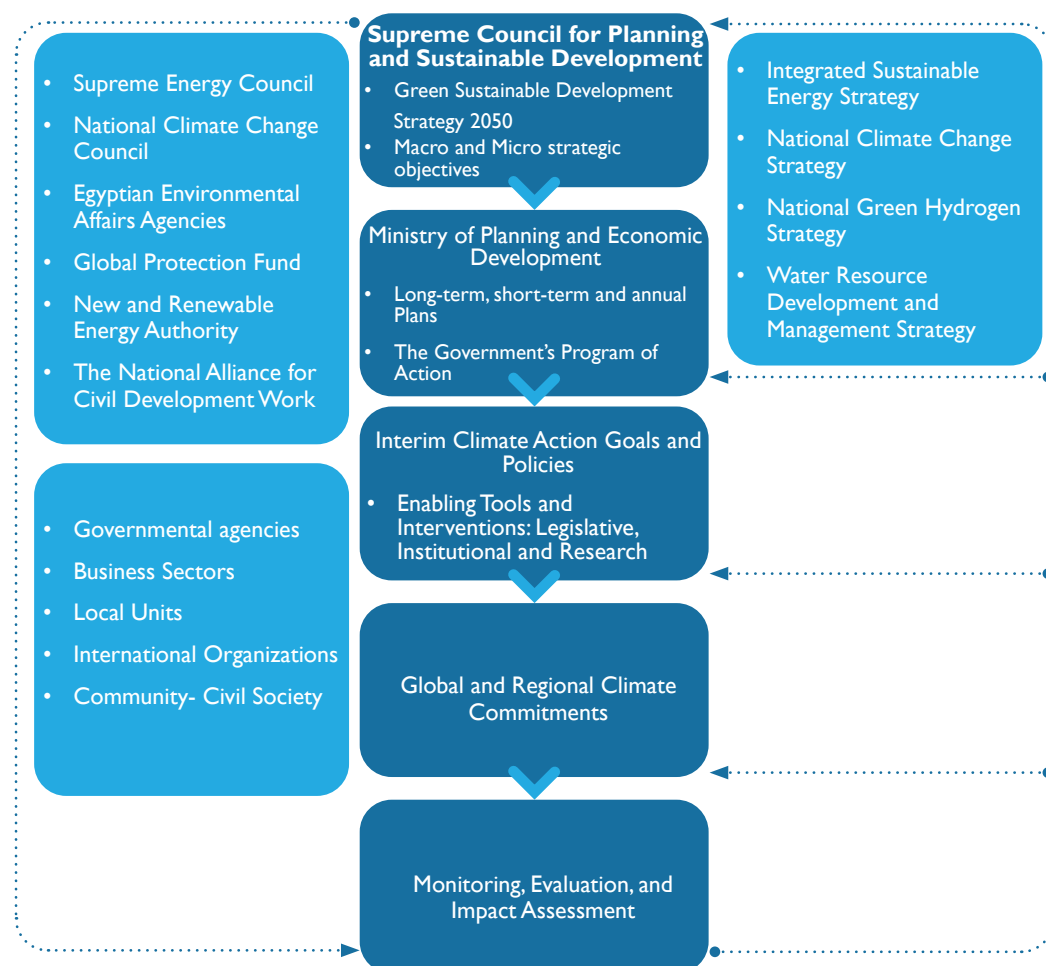 Supreme Council for Planning
and Sustainable Development
• Green Sustainable Development
Strategy 2050
• Macro and Micro strategic
objectives
• Supreme Energy Council
• National Climate Change
Council
• Egyptian Environmental
Affairs Agencies
• Global Protection Fund
• New and Renewable
Energy Authority
• The National Alliance for
Civil Development Work
• Integrated Sustainable
Energy Strategy
• National Climate Change
Strategy
• National Green Hydrogen
Strategy
• Water Resource
Development and
Management Strategy
Ministry of Planning and Economic
Development
• Long-term, short-term and annual
Plans
• The Government’s Program of
Action
Interim Climate Action Goals and
Policies
• Enabling Tools and
Interventions: Legislative,
Institutional and Research
• Governmental agencies
• Business Sectors
• Local Units
• International Organizations
• Community- Civil Society
Global and Regional Climate
Commitments
Monitoring, Evaluation, and
Impact Assessment